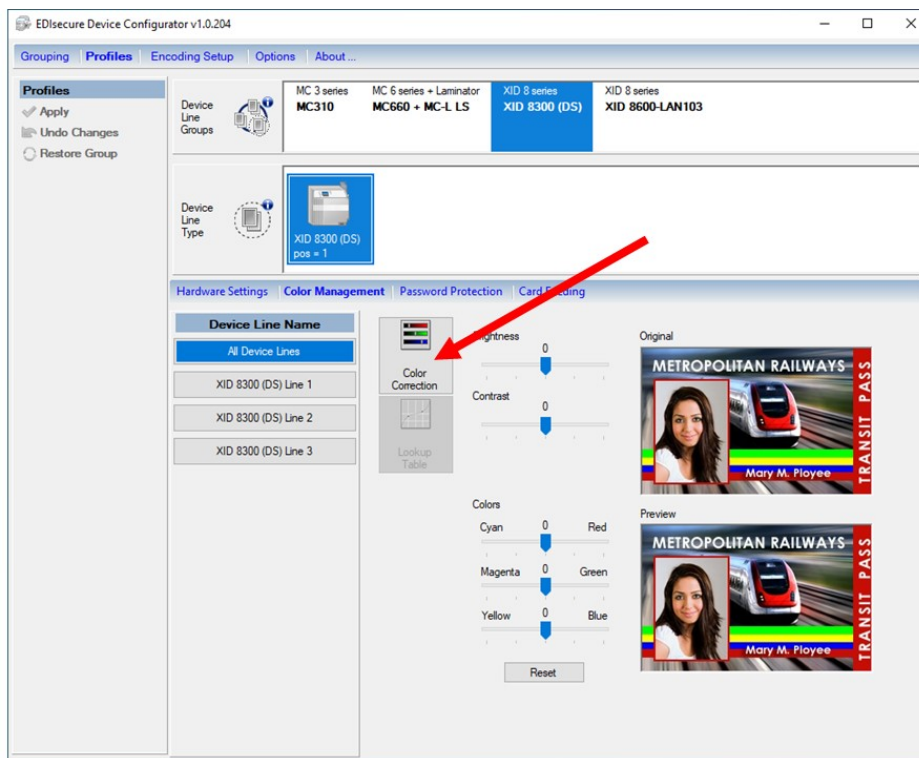 EDIsecure Device Configurator v1.0.204
Grouping Profiles Encoding Setup Options About ...
Profiles
Apply
Undo Changes
Restore Group
Device
Line
Groups
MC 3 series
MC310
MC 6 series + Laminator
MC660 + MC-L LS
XID 8 series
XID 8300 (DS)
XID 8 series
XID 8600-LAN103
Device
Line
Type
XID 8300 (DS)
pos = 1
Hardware Settings Color Management Password Protection Card
Device Line Name
All Device Lines
XID 8300 (DS) Line 1
XID 8300 (DS) Line 2
XID 8300 (DS) Line 3
Color
Correction
Lookup
Table
0
Contrast
0
Colors
Cyan 0 Red
Magenta 0 Green
Yellow 0 Blue
Reset
Original
METROPOLITAN RAILWAYS
TRANSIT PASS
Mary M. Ployee
Preview
METROPOLITAN RAILWAYS
TRANSIT PASS
Mary M. Ployee